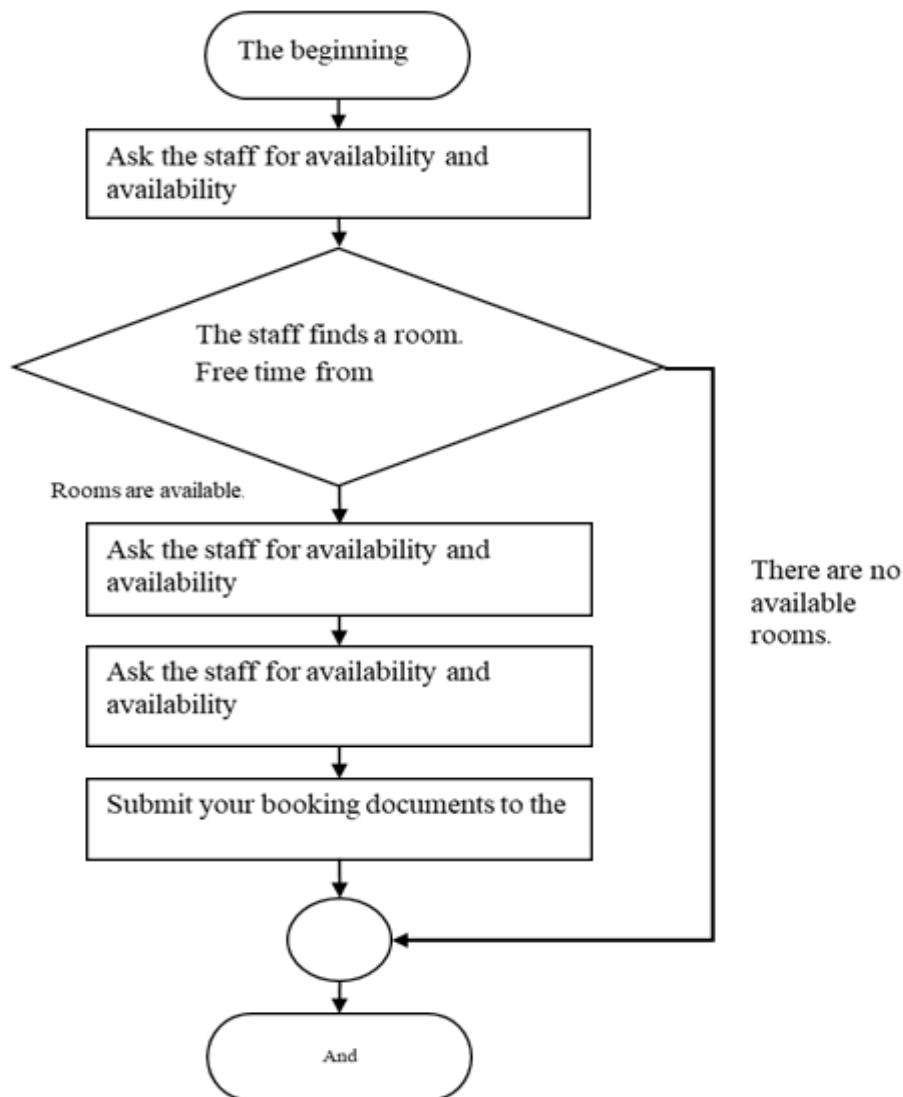 The beginning
Ask the staff for availability and
availability
The staff finds a room.
Free time from
Rooms are available.
Ask the staff for availability and
availability
There are no
available
rooms.
Ask the staff for availability and
availability
Submit your booking documents to the
And